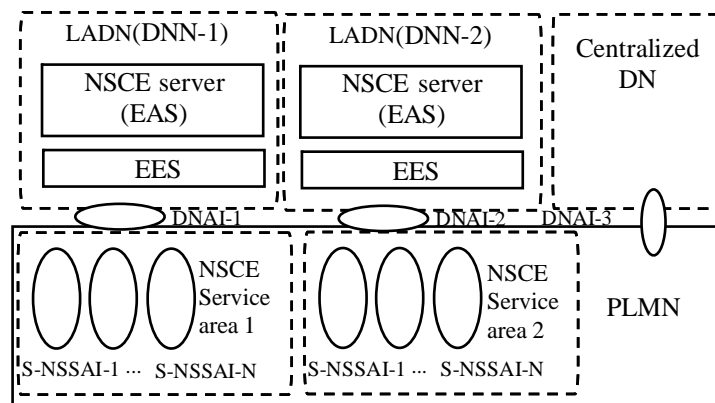 LADN(DNN-1)
LADN(DNN-2)
Centralized
DN
NSCE server
(EAS)
NSCE server
(EAS)
EES
EES
DNAI-1
DNAI-2
DNAI-3
NSCE
Service
area 1
NSCE
Service
area 2
PLMN
S-NSSAI-1 ... S-NSSAI-N
S-NSSAI-1 ... S-NSSAI-N